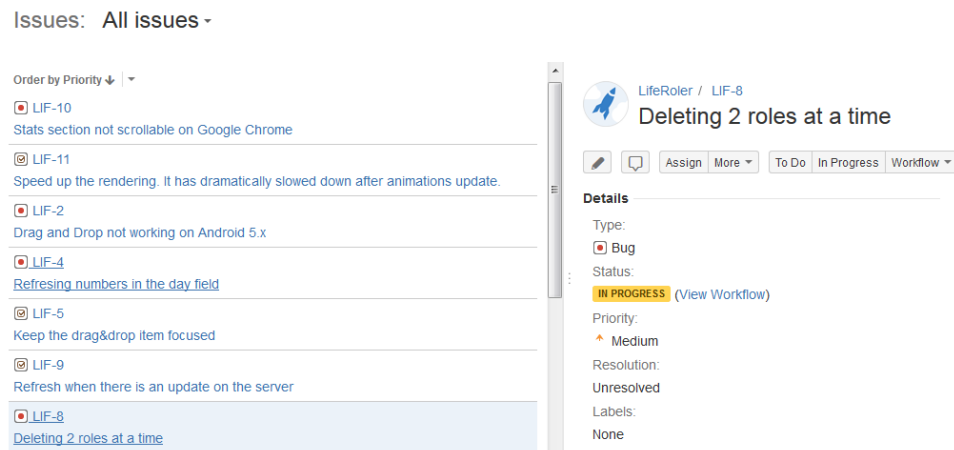 Issues: All issues
Order by Priority
LIF-10
Stats section not scrollable on Google Chrome
LIF-11
Speed up the rendering. It has dramatically slowed down after animations update.
LIF-2
Drag and Drop not working on Android 5.x
LIF-4
Refresing numbers in the day field
LIF-5
Keep the drag&drop item focused
LIF-9
Refresh when there is an update on the server
LIF-8
Deleting 2 roles at a time
LifeRoler / LIF-8
Deleting 2 roles at a time
Assign More To Do In Progress Workflow
Details
Type:
Bug
Status:
IN PROGRESS (View Workflow)
Priority:
Medium
Resolution:
Unresolved
Labels:
None